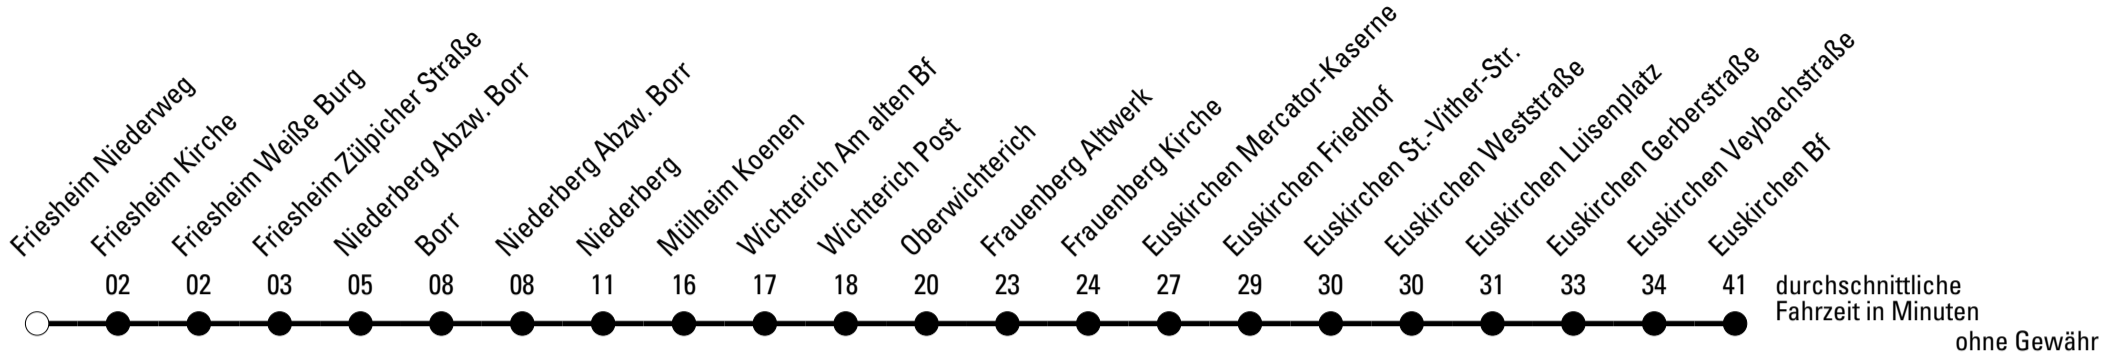 Friesheim Niederweg
Friesheim Kirche
Friesheim Weiße Burg
Friesheim Zülpicher Straße
Niederberg Abzw. Borr
Borr
Niederberg Abzw. Borr
Niederberg
Mülheim Koenen
Wichterich Am alten Bf
Wichterich Post
Oberwichterich
Frauenberg Altwerk
Frauenberg Kirche
Euskirchen Mercator-Kaserne
Euskirchen Friedhof
Euskirchen St.-Vither-Str.
Euskirchen Weststraße
Euskirchen Luisenplatz
Euskirchen Gerberstraße
Euskirchen Veybachstraße
Euskirchen Bf
02 02 03 05 08 08 11 16 17 18 20 23 24 27 29 30 30 31 33 34 41 durchschnittliche
Fahrzeit in Minuten
ohne Gewähr